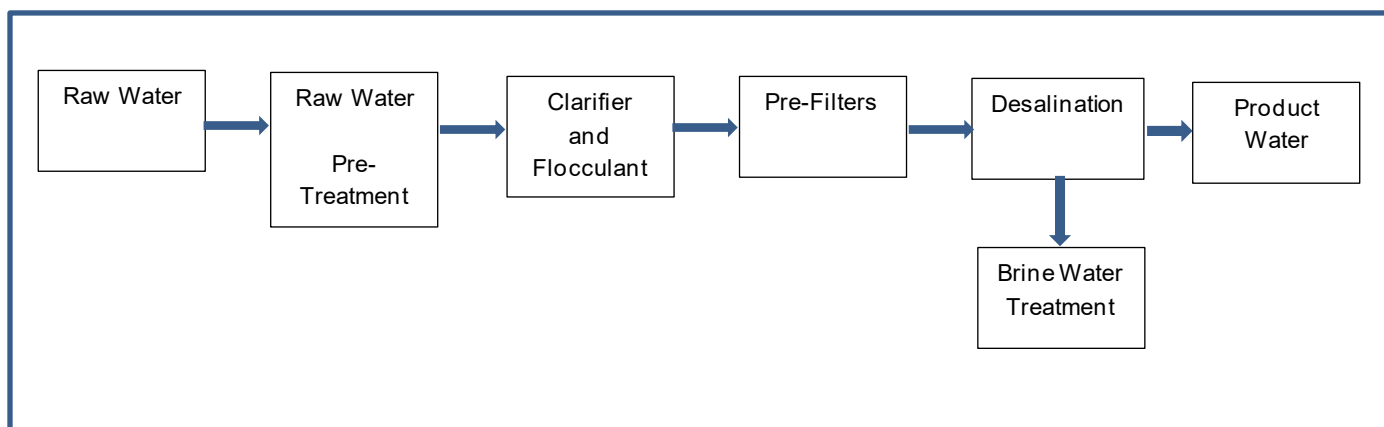 Raw Water
Raw Water
Pre-
Treatment
Clarifier
and
Flocculant
Pre-Filters
Desalination
Product
Water
Brine Water
Treatment